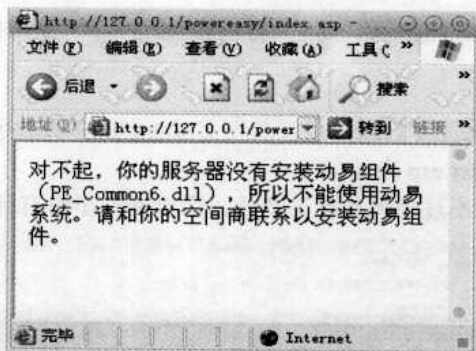 http://127.0.0.1/powereasy/index.asp -
文件(F) 编辑(E) 查看(V) 收藏(A) 工具( »
后退 搜索 »
地址(D) http://127.0.0.1/power 转到 链接 »
对不起，你的服务器没有安装动易组件
（PE_Common6.dll），所以不能使用动易
系统。请和你的空间商联系以安装动易组
件。
完毕 Internet